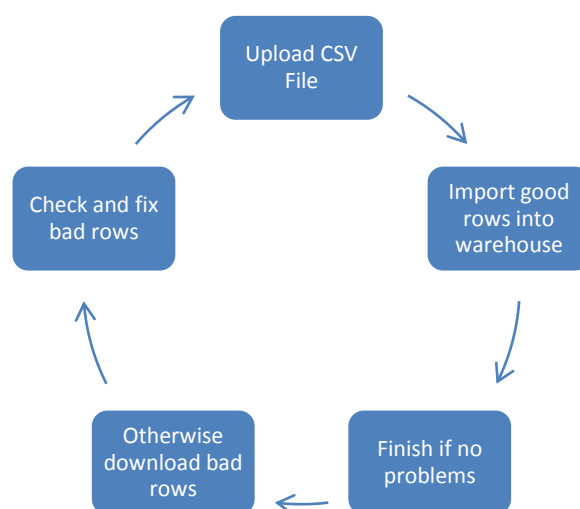 Upload CSV
File
Import good
rows into
warehouse
Finish if no
problems
Otherwise
download bad
rows
Check and fix
bad rows